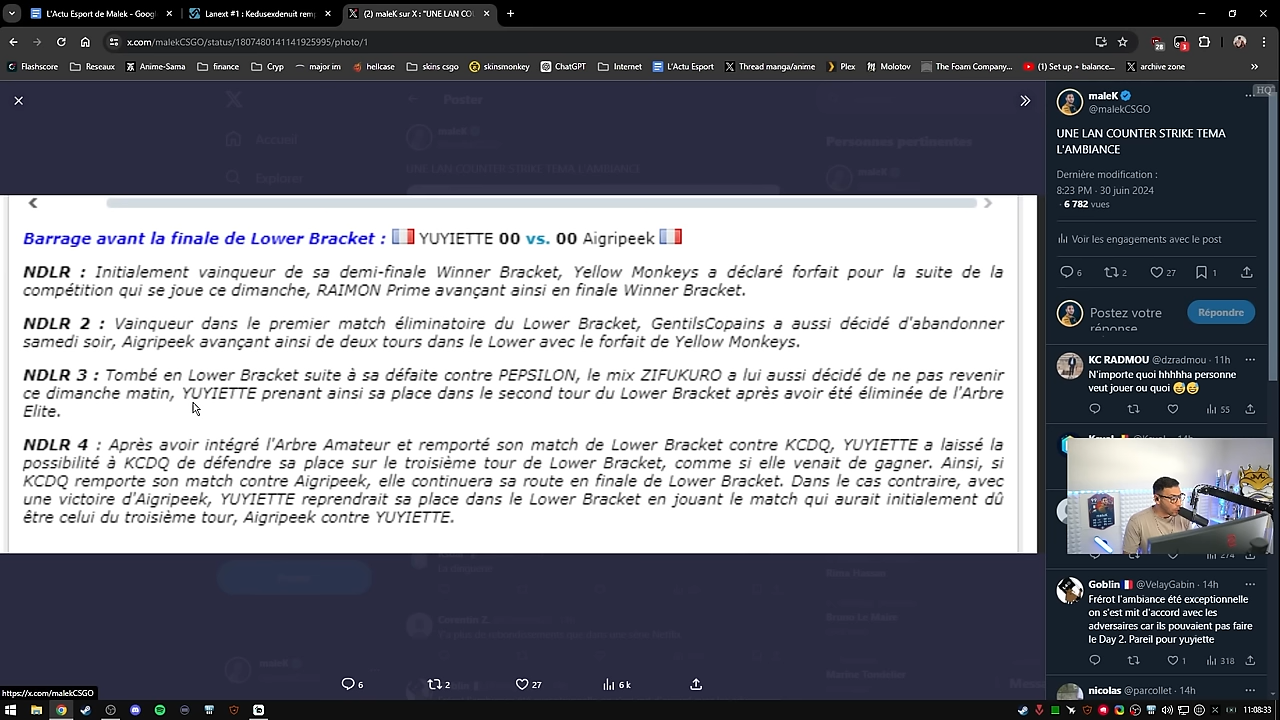 L'Actu Esport de Malek - Goog
Lanext #1 : Kedusexdenuit rem
(2) maleK sur X : "UNE LAN CO
x.com/malekCSGO/status/1807480141141925995/photo/1
Flashscore
Reseaux
Anime-Sama
finance
Cryp
major im
hellcase
skins csgo
skinsmonkey
ChatGPT
Internet
L'Actu Esport
Thread manga/anime
Plex
Molotov
The Foam Company...
(1) Set up + balance...
archive zone
Poster
Accueil
Explorer
Personnes pertinentes
Barrage avant la finale de Lower Bracket : YUYIETTE 00 vs. 00 Aigripeek
NDLR : Initialement vainqueur de sa demi-finale Winner Bracket, Yellow Monkeys a déclaré forfait pour la suite de la
compétition qui se joue ce dimanche, RAIMON Prime avançant ainsi en finale Winner Bracket.
NDLR 2 : Vainqueur dans le premier match éliminatoire du Lower Bracket, GentilsCopains a aussi décidé d'abandonner
samedi soir, Aigripeek avançant ainsi de deux tours dans le Lower avec le forfait de Yellow Monkeys.
NDLR 3 : Tombé en Lower Bracket suite à sa défaite contre PEPSILON, le mix ZIFUKURO a lui aussi décidé de ne pas revenir
ce dimanche matin, YUYIETTE prenant ainsi sa place dans le second tour du Lower Bracket après avoir été éliminée de l'Arbre
Elite.
NDLR 4 : Après avoir intégré l'Arbre Amateur et remporté son match de Lower Bracket contre KCDQ, YUYIETTE a laissé la
possibilité à KCDQ de défendre sa place sur le troisième tour de Lower Bracket, comme si elle venait de gagner. Ainsi, si
KCDQ remporte son match contre Aigripeek, elle continuera sa route en finale de Lower Bracket. Dans le cas contraire, avec
une victoire d'Aigripeek, YUYIETTE reprendrait sa place dans le Lower Bracket en jouant le match qui aurait initialement dû
être celui du troisième tour, Aigripeek contre YUYIETTE.
6
2
27
6 k
https://x.com/malekCSGO
HQ
maleK
@malekCSGO
UNE LAN COUNTER STRIKE TEMA
L'AMBIANCE
Dernière modification :
8:23 PM · 30 juin 2024
· 6 782 vues
Voir les engagements avec le post
6
2
27
1
Postez votre
réponse
Répondre
KC RADMOU @dzradmou · 11h
N'importe quoi hhhhha personne
veut jouer ou quoi
55
274
Goblin @VelayGabin · 14h
Frérot l'ambiance été exceptionnelle
on s'est mit d'accord avec les
adversaires car ils pouvaient pas faire
le Day 2. Pareil pour yuyiette
1
318
nicolas @parcollet · 14h
11:08:33